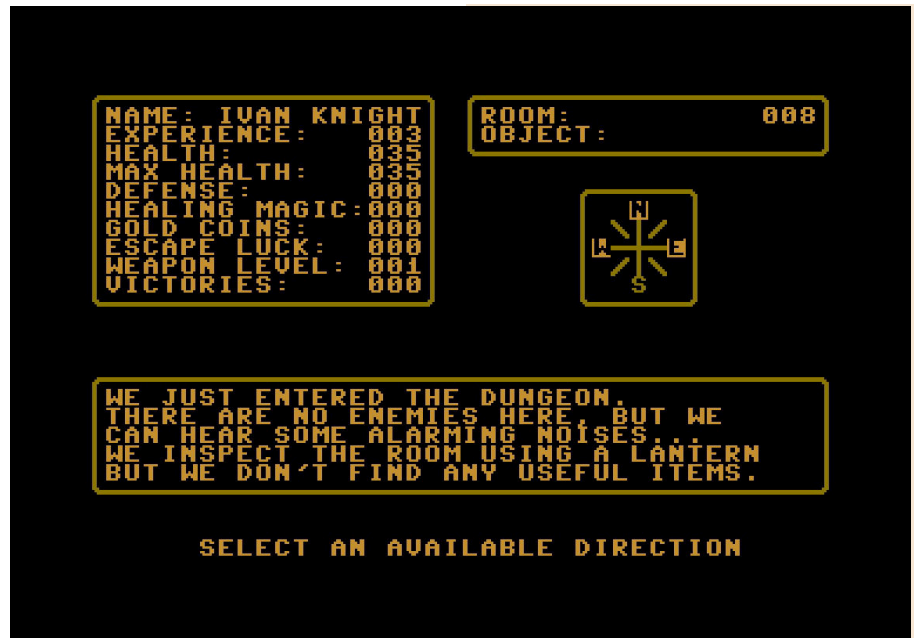 NAME: IVAN KNIGHT
EXPERIENCE: 003
HEALTH: 035
MAX HEALTH: 035
DEFENSE: 000
HEALING MAGIC:000
GOLD COINS: 000
ESCAPE LUCK: 000
WEAPON LEVEL: 001
VICTORIES: 000
ROOM: 008
OBJECT:
N
W E
S
WE JUST ENTERED THE DUNGEON.
THERE ARE NO ENEMIES HERE, BUT WE
CAN HEAR SOME ALARMING NOISES...
WE INSPECT THE ROOM USING A LANTERN
BUT WE DON'T FIND ANY USEFUL ITEMS.
SELECT AN AVAILABLE DIRECTION